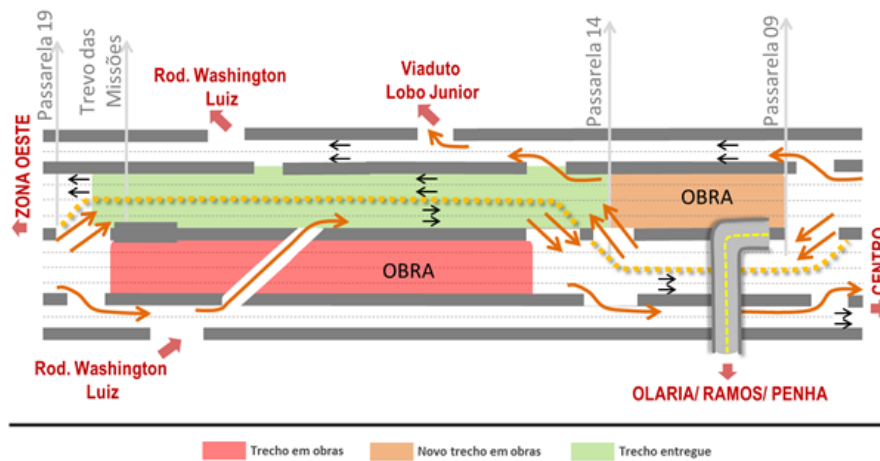 Passarela 19
Trevo das
Missões
Rod. Washington
Luiz
Viaduto
Lobo Junior
Passarela 14
Passarela 09
ZONA OESTE
OBRA
OBRA
CENTRO
Rod. Washington
Luiz
OLARIA/ RAMOS/ PENHA
Trecho em obras
Novo trecho em obras
Trecho entregue